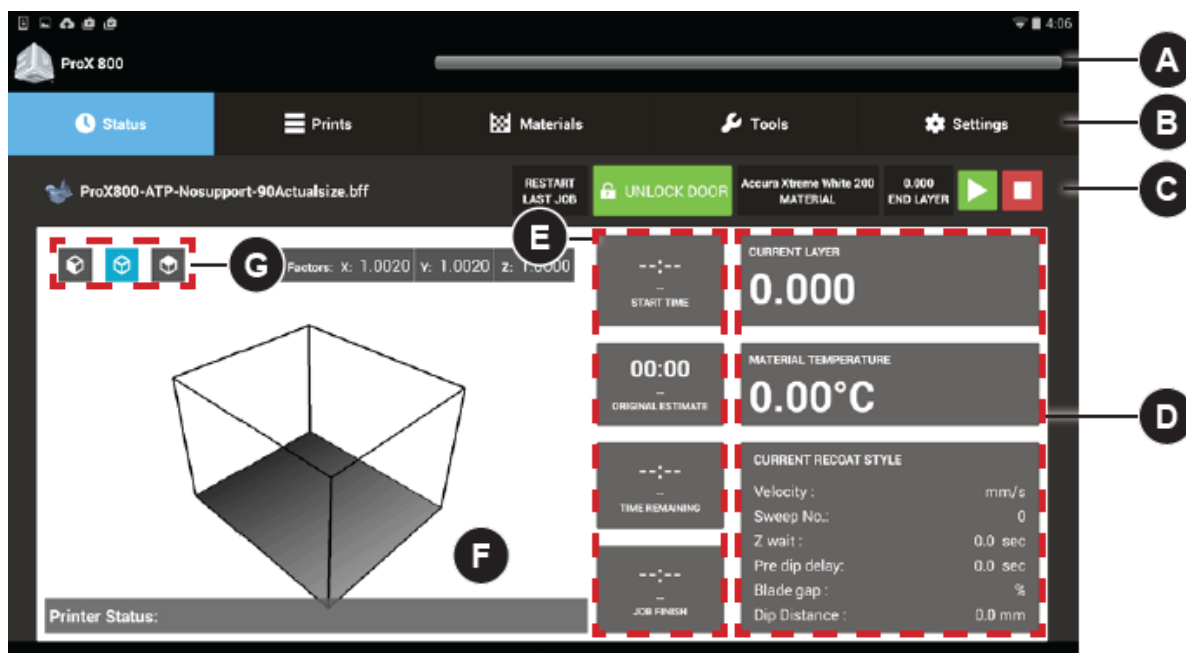 4:06
ProX 800
A
Status Prints Materials Tools Settings
B
ProX800-ATP-Nosupport-90Actualsize.bff
RESTART
LAST JOB
UNLOCK DOOR
Accura Xtreme White 200
MATERIAL
0.000
END LAYER
C
E
G
Factors: X: 1.0020 Y: 1.0020 Z: 1.0000
--:--
--
START TIME
CURRENT LAYER
0.000
00:00
--
ORIGINAL ESTIMATE
MATERIAL TEMPERATURE
0.00°C
D
--:--
--
TIME REMAINING
CURRENT RECOAT STYLE
Velocity : mm/s
Sweep No.: 0
Z wait : 0.0 sec
Pre dip delay: 0.0 sec
Blade gap : %
Dip Distance : 0.0 mm
F
--:--
--
JOB FINISH
Printer Status: